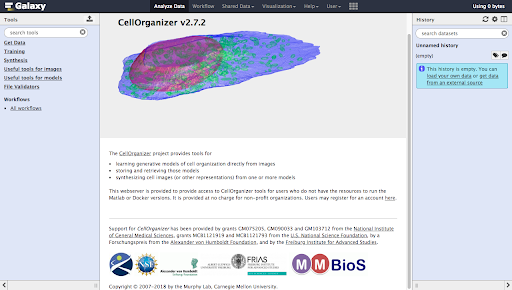 Galaxy
Analyze Data Workflow Shared Data Visualization Help User
Using 0 bytes
Tools
search tools
Get Data
Training
Synthesis
Useful tools for images
Useful tools for models
File Validators
Workflows
All workflows
CellOrganizer v2.7.2
The CellOrganizer project provides tools for
learning generative models of cell organization directly from images
storing and retrieving those models
synthesizing cell images (or other representations) from one or more models
This webserver is provided to provide access to CellOrganizer tools for users who do not have the resources to run the
Matlab or Docker versions. It is provided at no charge for non-profit organizations. Users may register for an account here.
Support for CellOrganizer has been provided by grants GM075205, GM090033 and GM103712 from the National
Institute of General Medical Sciences, grants MCB1121919 and MCB1121793 from the U.S. National Science Foundation, by a
Forschungspreis from the Alexander von Humboldt Foundation, and by the Freiburg Institute for Advanced Studies.
NSF
Alexander von Humboldt
FRIAS
MMBioS
Copyright © 2007-2018 by the Murphy Lab, Carnegie Mellon University.
History
search datasets
Unnamed history
(empty)
This history is empty. You can
load your own data or get data
from an external source